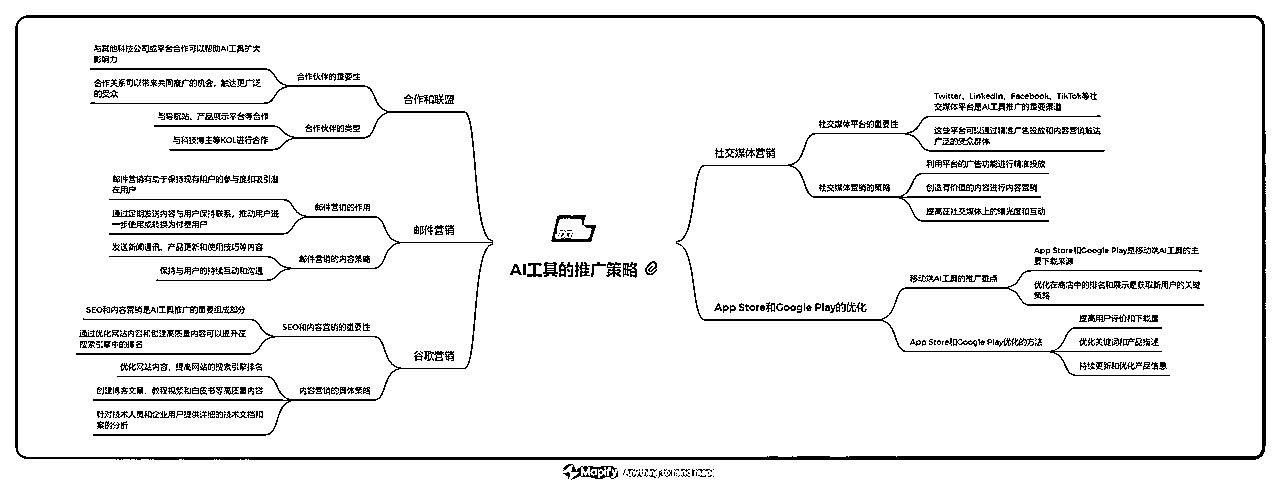 AI工具的推广策略
社交媒体营销
社交媒体平台的重要性
Twitter、LinkedIn、Facebook、TikTok等社
交媒体平台是AI工具推广的重要渠道
这些平台可以通过精准广告投放和内容营销触达
广泛的受众群体
社交媒体营销的策略
利用平台的广告功能进行精准投放
创造有价值的内容进行内容营销
提高在社交媒体上的曝光度和互动
App Store和Google Play的优化
移动端AI工具的推广重点
App Store和Google Play是移动端AI工具的主
要下载来源
优化在商店中的排名和展示是获取新用户的关键
策略
App Store和Google Play优化的方法
提高用户评价和下载量
优化关键词和产品描述
持续更新和优化产品信息
合作和联盟
合作伙伴的重要性
与其他科技公司或平台合作可以帮助AI工具扩大
影响力
合作关系可以带来共同推广的机会，触达更广泛
的受众
合作伙伴的类型
与导航站、产品展示平台等合作
与科技博主等KOL进行合作
邮件营销
邮件营销的作用
邮件营销有助于保持现有用户的参与度和吸引潜
在用户
通过定期发送内容与用户保持联系，推动用户进
一步使用或转换为付费用户
邮件营销的内容策略
发送新闻通讯、产品更新和使用技巧等内容
保持与用户的持续互动和沟通
谷歌营销
SEO和内容营销的重要性
SEO和内容营销是AI工具推广的重要组成部分
通过优化网站内容和创建高质量内容可以提升在
搜索引擎中的排名
内容营销的具体策略
优化网站内容，提高网站的搜索引擎排名
创建博客文章、教程视频和白皮书等高质量内容
针对技术人员和企业用户提供详细的技术文档和
案例分析
Mapify